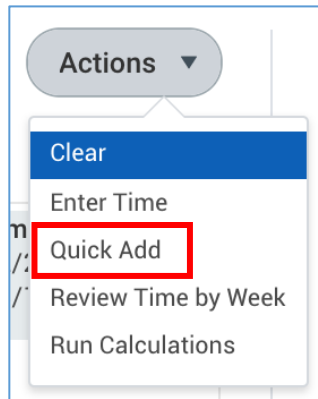 Actions
Clear
Enter Time
Quick Add
Review Time by Week
Run Calculations